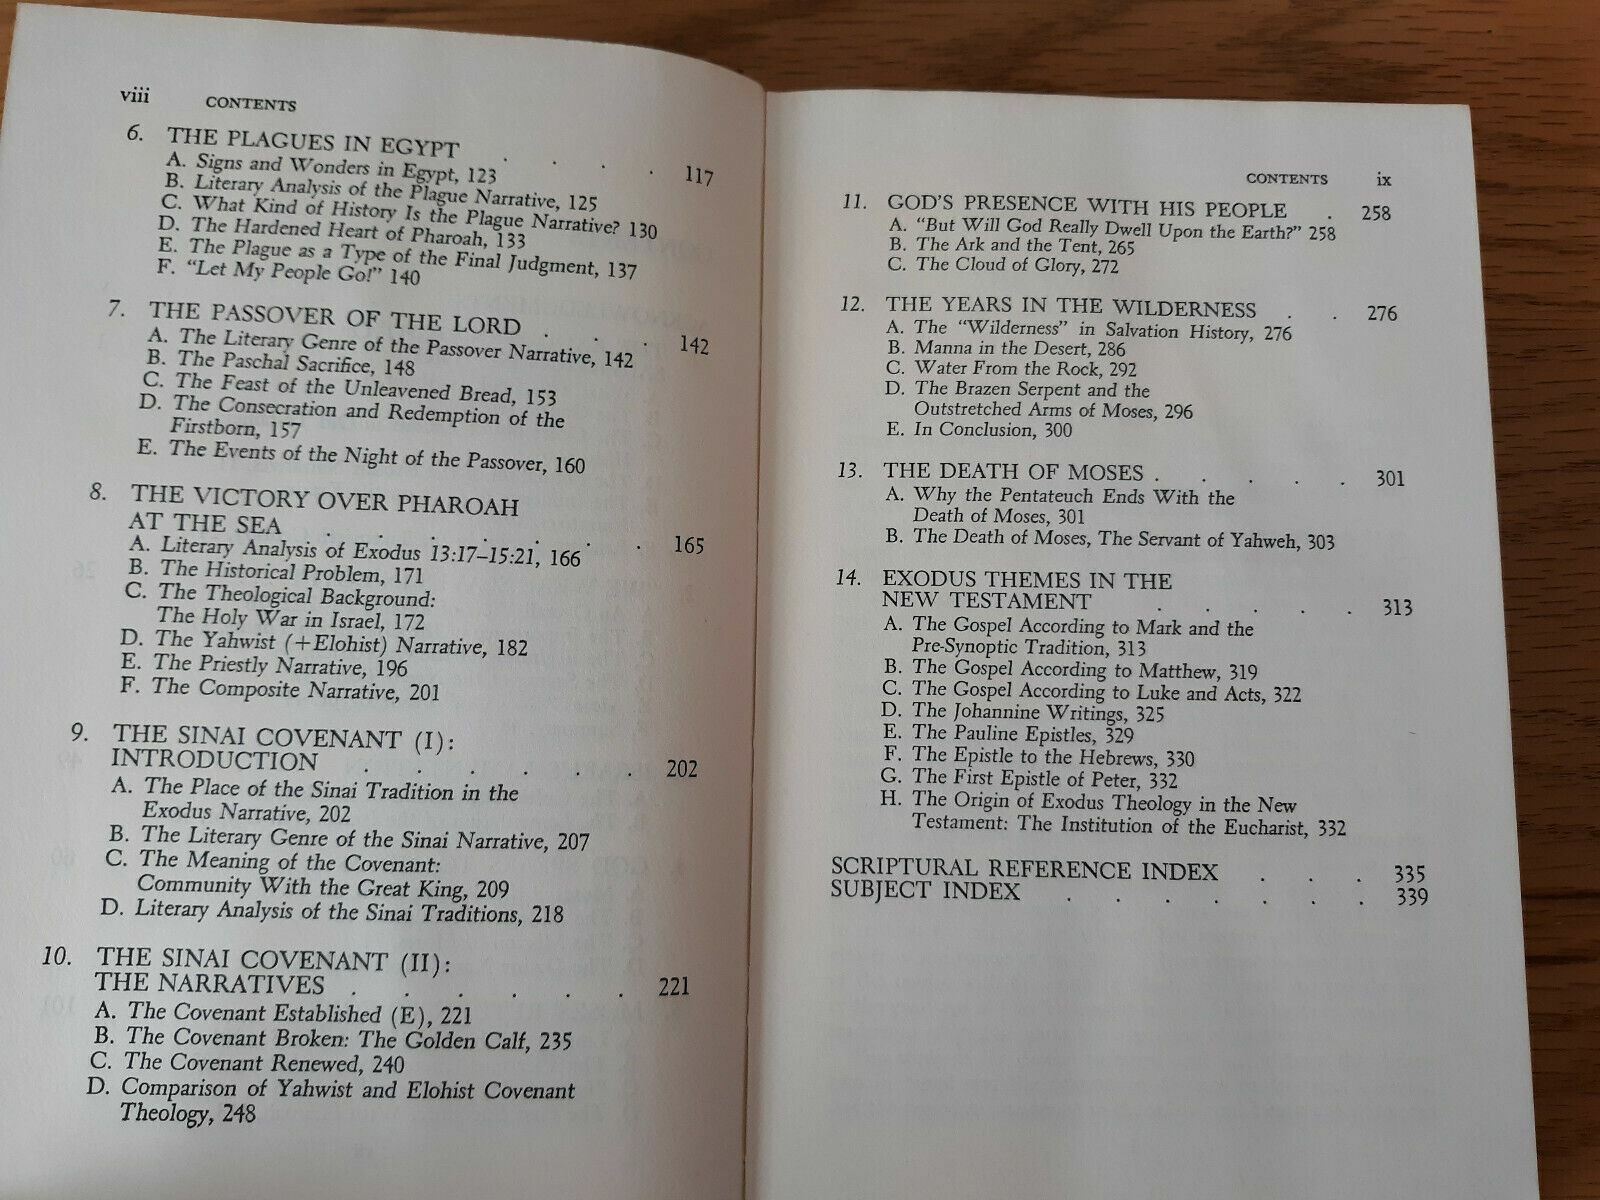 viii CONTENTS
6. THE PLAGUES IN EGYPT . . . . 117
A. Signs and Wonders in Egypt, 123
B. Literary Analysis of the Plague Narrative, 125
C. What Kind of History Is the Plague Narrative? 130
D. The Hardened Heart of Pharoah, 133
E. The Plague as a Type of the Final Judgment, 137
F. "Let My People Go!" 140
7. THE PASSOVER OF THE LORD . . . 142
A. The Literary Genre of the Passover Narrative, 142
B. The Paschal Sacrifice, 148
C. The Feast of the Unleavened Bread, 153
D. The Consecration and Redemption of the
Firstborn, 157
E. The Events of the Night of the Passover, 160
8. THE VICTORY OVER PHAROAH
AT THE SEA . . . . . . . 165
A. Literary Analysis of Exodus 13:17–15:21, 166
B. The Historical Problem, 171
C. The Theological Background:
The Holy War in Israel, 172
D. The Yahwist (+Elohist) Narrative, 182
E. The Priestly Narrative, 196
F. The Composite Narrative, 201
9. THE SINAI COVENANT (I):
INTRODUCTION . . . . . . 202
A. The Place of the Sinai Tradition in the
Exodus Narrative, 202
B. The Literary Genre of the Sinai Narrative, 207
C. The Meaning of the Covenant:
Community With the Great King, 209
D. Literary Analysis of the Sinai Traditions, 218
10. THE SINAI COVENANT (II):
THE NARRATIVES . . . . . . 221
A. The Covenant Established (E), 221
B. The Covenant Broken: The Golden Calf, 235
C. The Covenant Renewed, 240
D. Comparison of Yahwist and Elohist Covenant
Theology, 248
CONTENTS ix
11. GOD'S PRESENCE WITH HIS PEOPLE . 258
A. "But Will God Really Dwell Upon the Earth?" 258
B. The Ark and the Tent, 265
C. The Cloud of Glory, 272
12. THE YEARS IN THE WILDERNESS . . 276
A. The "Wilderness" in Salvation History, 276
B. Manna in the Desert, 286
C. Water From the Rock, 292
D. The Brazen Serpent and the
Outstretched Arms of Moses, 296
E. In Conclusion, 300
13. THE DEATH OF MOSES . . . . . 301
A. Why the Pentateuch Ends With the
Death of Moses, 301
B. The Death of Moses, The Servant of Yahweh, 303
14. EXODUS THEMES IN THE
NEW TESTAMENT . . . . . 313
A. The Gospel According to Mark and the
Pre-Synoptic Tradition, 313
B. The Gospel According to Matthew, 319
C. The Gospel According to Luke and Acts, 322
D. The Johannine Writings, 325
E. The Pauline Epistles, 329
F. The Epistle to the Hebrews, 330
G. The First Epistle of Peter, 332
H. The Origin of Exodus Theology in the New
Testament: The Institution of the Eucharist, 332
SCRIPTURAL REFERENCE INDEX . . . 335
SUBJECT INDEX . . . . . . . 339